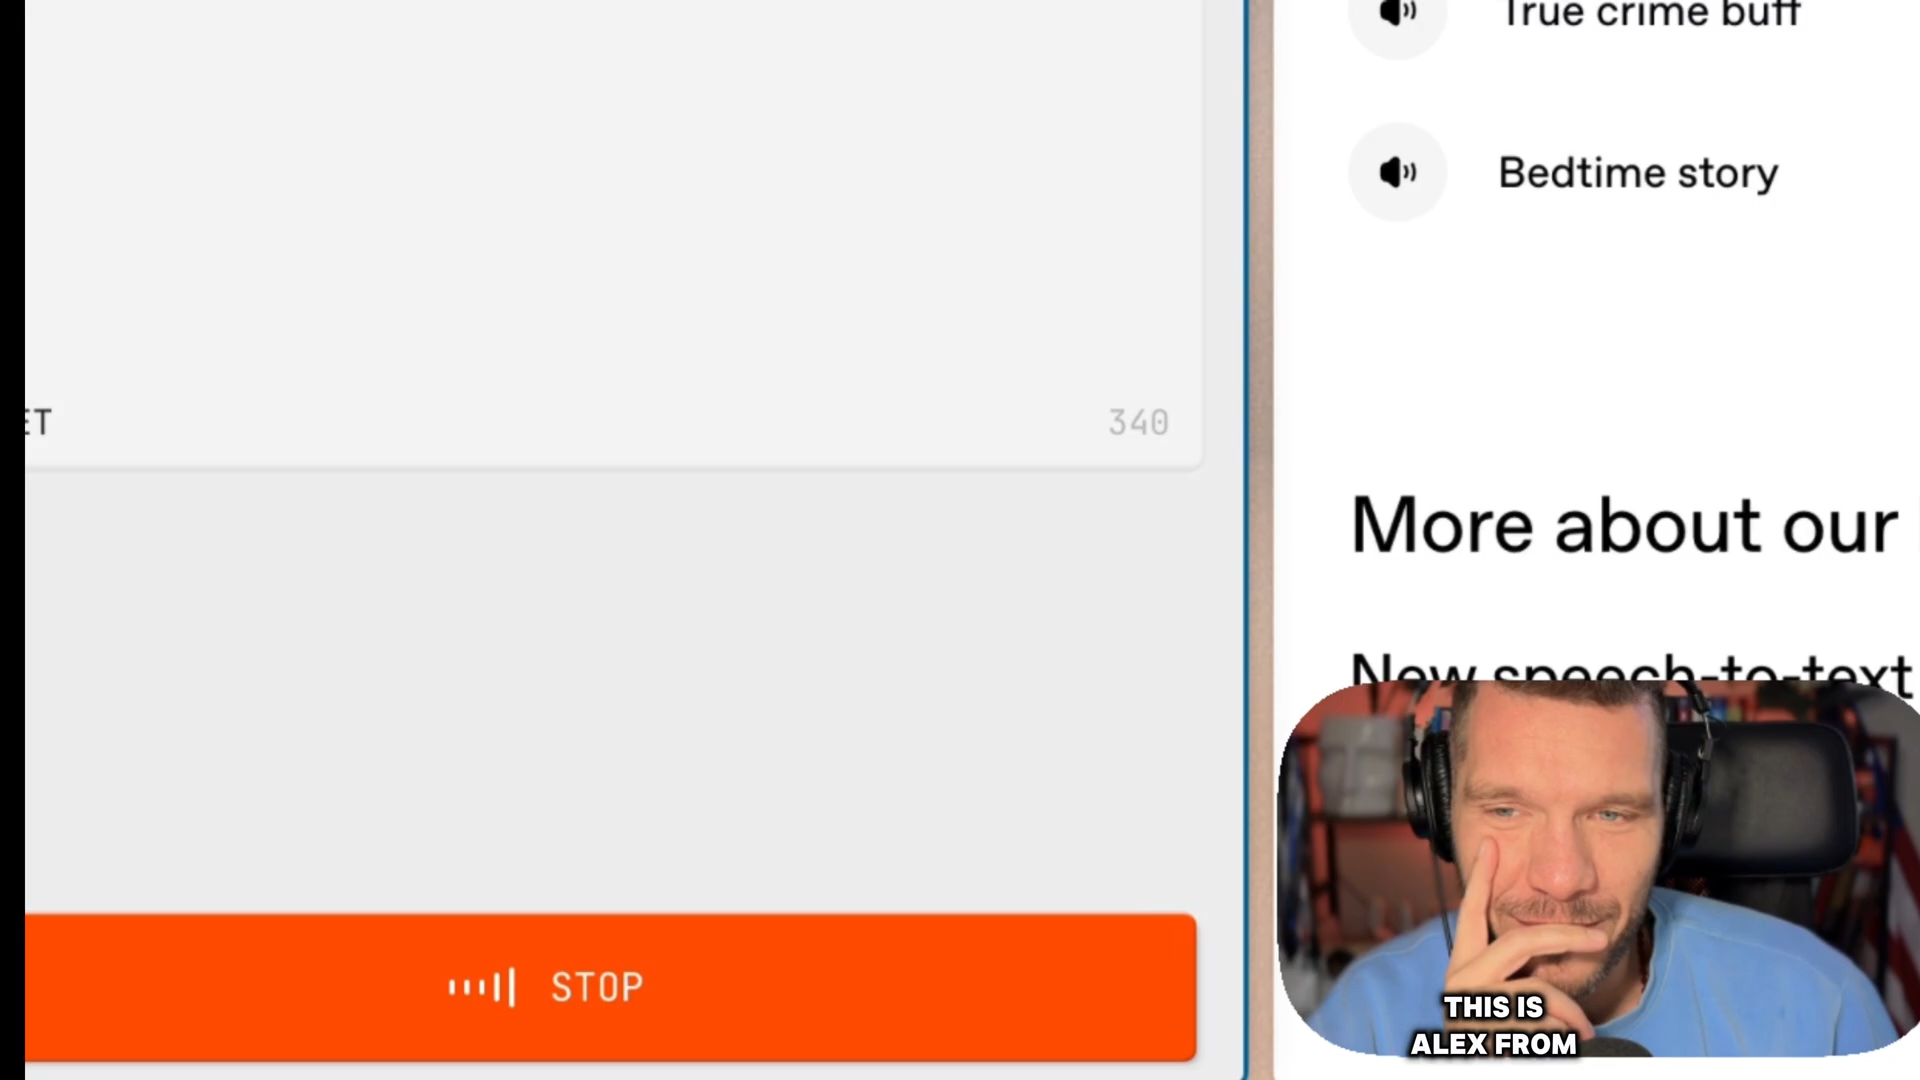 ET
340
STOP
True crime buff
Bedtime story
More about our
New speech-to-text
THIS IS
ALEX FROM